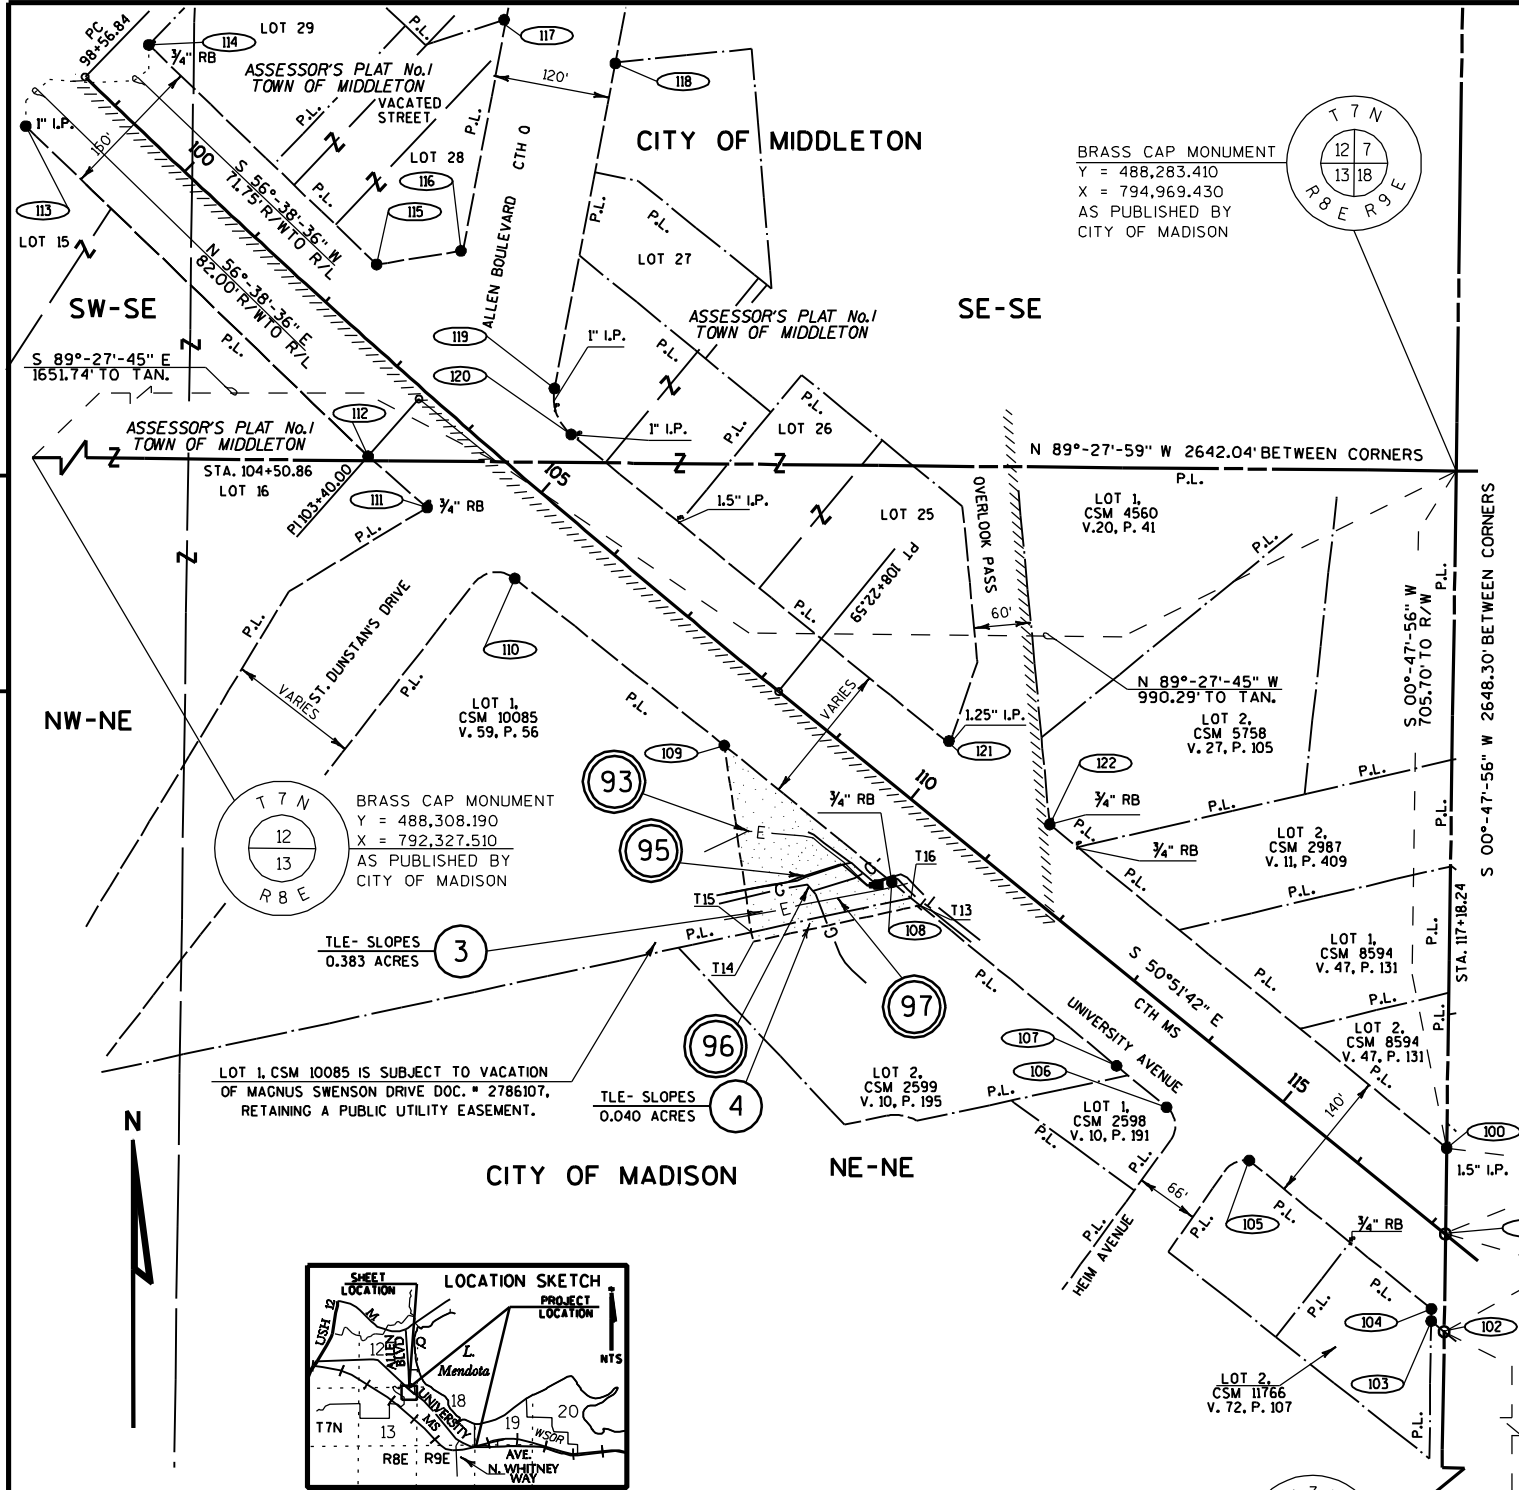 PC
98+56.84
114
LOT 29
3/4" RB
ASSESSOR'S PLAT No.1
TOWN OF MIDDLETON
P.L.
117
120'
118
VACATED
STREET
P.L.
P.L.
P.L.
CITY OF MIDDLETON
T 7 N
12 7
13 18
R 8 E R 9 E
BRASS CAP MONUMENT
Y = 488,283.410
X = 794,969.430
AS PUBLISHED BY
CITY OF MADISON
1" I.P.
150'
100
S 56°-38'-36" W
71.75' R/W TO R/L
LOT 28
116
115
113
LOT 15
N 56°-38'-36" E
82.00' R/W TO R/L
ALLEN BOULEVARD CTH Q
P.L.
P.L.
LOT 27
SW-SE
SE-SE
ASSESSOR'S PLAT No.1
TOWN OF MIDDLETON
119
1" I.P.
P.L.
P.L.
120
S 89°-27'-45" E
1651.74' TO TAN.
112
ASSESSOR'S PLAT No.1
TOWN OF MIDDLETON
STA. 104+50.86
LOT 16
1" I.P.
P.L.
P.L.
LOT 26
N 89°-27'-59" W 2642.04' BETWEEN CORNERS
P.L.
PI 103+40.00
111
3/4" RB
105
1.5" I.P.
LOT 25
OVERLOOK PASS
LOT 1,
CSM 4560
V.20, P. 41
P.L.
P.L.
S 00°-47'-56" W 2648.30' BETWEEN CORNERS
S 00°-47'-56" W
705.70' TO R/W
P.L.
P.L.
ST. DUNSTAN'S DRIVE
VARIES
P.L.
110
PT 108+22.59
P.L.
60'
N 89°-27'-45" W
990.29' TO TAN.
NW-NE
LOT 1,
CSM 10085
V. 59, P. 56
P.L.
VARIES
1.25" I.P.
121
LOT 2,
CSM 5758
V. 27, P. 105
109
122
93
3/4" RB
110
3/4" RB
P.L.
P.L.
T 7 N
12
13
R 8 E
BRASS CAP MONUMENT
Y = 488,308.190
X = 792,327.510
AS PUBLISHED BY
CITY OF MADISON
95
E
G
T16
3/4" RB
LOT 2,
CSM 2987
V. 11, P. 409
P.L.
P.L.
P.L.
T15
G
E
G
T13
108
P.L.
T14
TLE- SLOPES
0.383 ACRES
3
97
P.L.
S 50°51'42" E
CTH MS
P.L.
LOT 1,
CSM 8594
V. 47, P. 131
P.L.
P.L.
STA. 117+18.24
96
UNIVERSITY AVENUE
107
106
LOT 2,
CSM 8594
V. 47, P. 131
P.L.
P.L.
LOT 1, CSM 10085 IS SUBJECT TO VACATION
OF MAGNUS SWENSON DRIVE DOC. # 2786107,
RETAINING A PUBLIC UTILITY EASEMENT.
TLE- SLOPES
0.040 ACRES
4
LOT 2,
CSM 2599
V. 10, P. 195
P.L.
LOT 1,
CSM 2598
V. 10, P. 191
P.L.
P.L.
115
140'
100
1.5" I.P.
N
CITY OF MADISON
NE-NE
66'
P.L.
P.L.
HEIM AVENUE
105
P.L.
3/4" RB
P.L.
P.L.
104
102
103
LOT 2,
CSM 11766
V. 72, P. 107
P.L.
SHEET
LOCATION
LOCATION SKETCH
PROJECT
LOCATION
NTS
USH 12
M
12
ALLEN
BLVD
Q
L.
Mendota
UNIVERSITY
MS
18
19
20
WSOR
T7N
13
R8E
R9E
AVE.
N. WHITNEY
WAY
7